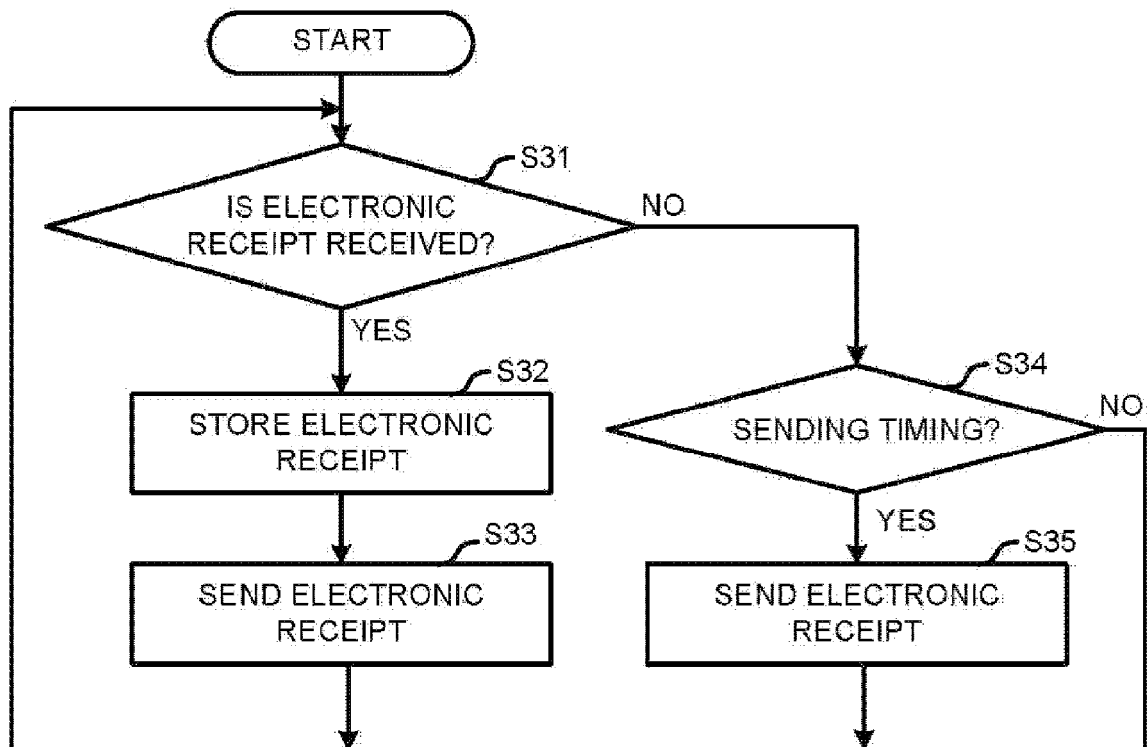 START
S31
IS ELECTRONIC
RECEIPT RECEIVED?
NO
YES
S32
STORE ELECTRONIC
RECEIPT
S34
SENDING TIMING?
NO
YES
S33
SEND ELECTRONIC
RECEIPT
S35
SEND ELECTRONIC
RECEIPT